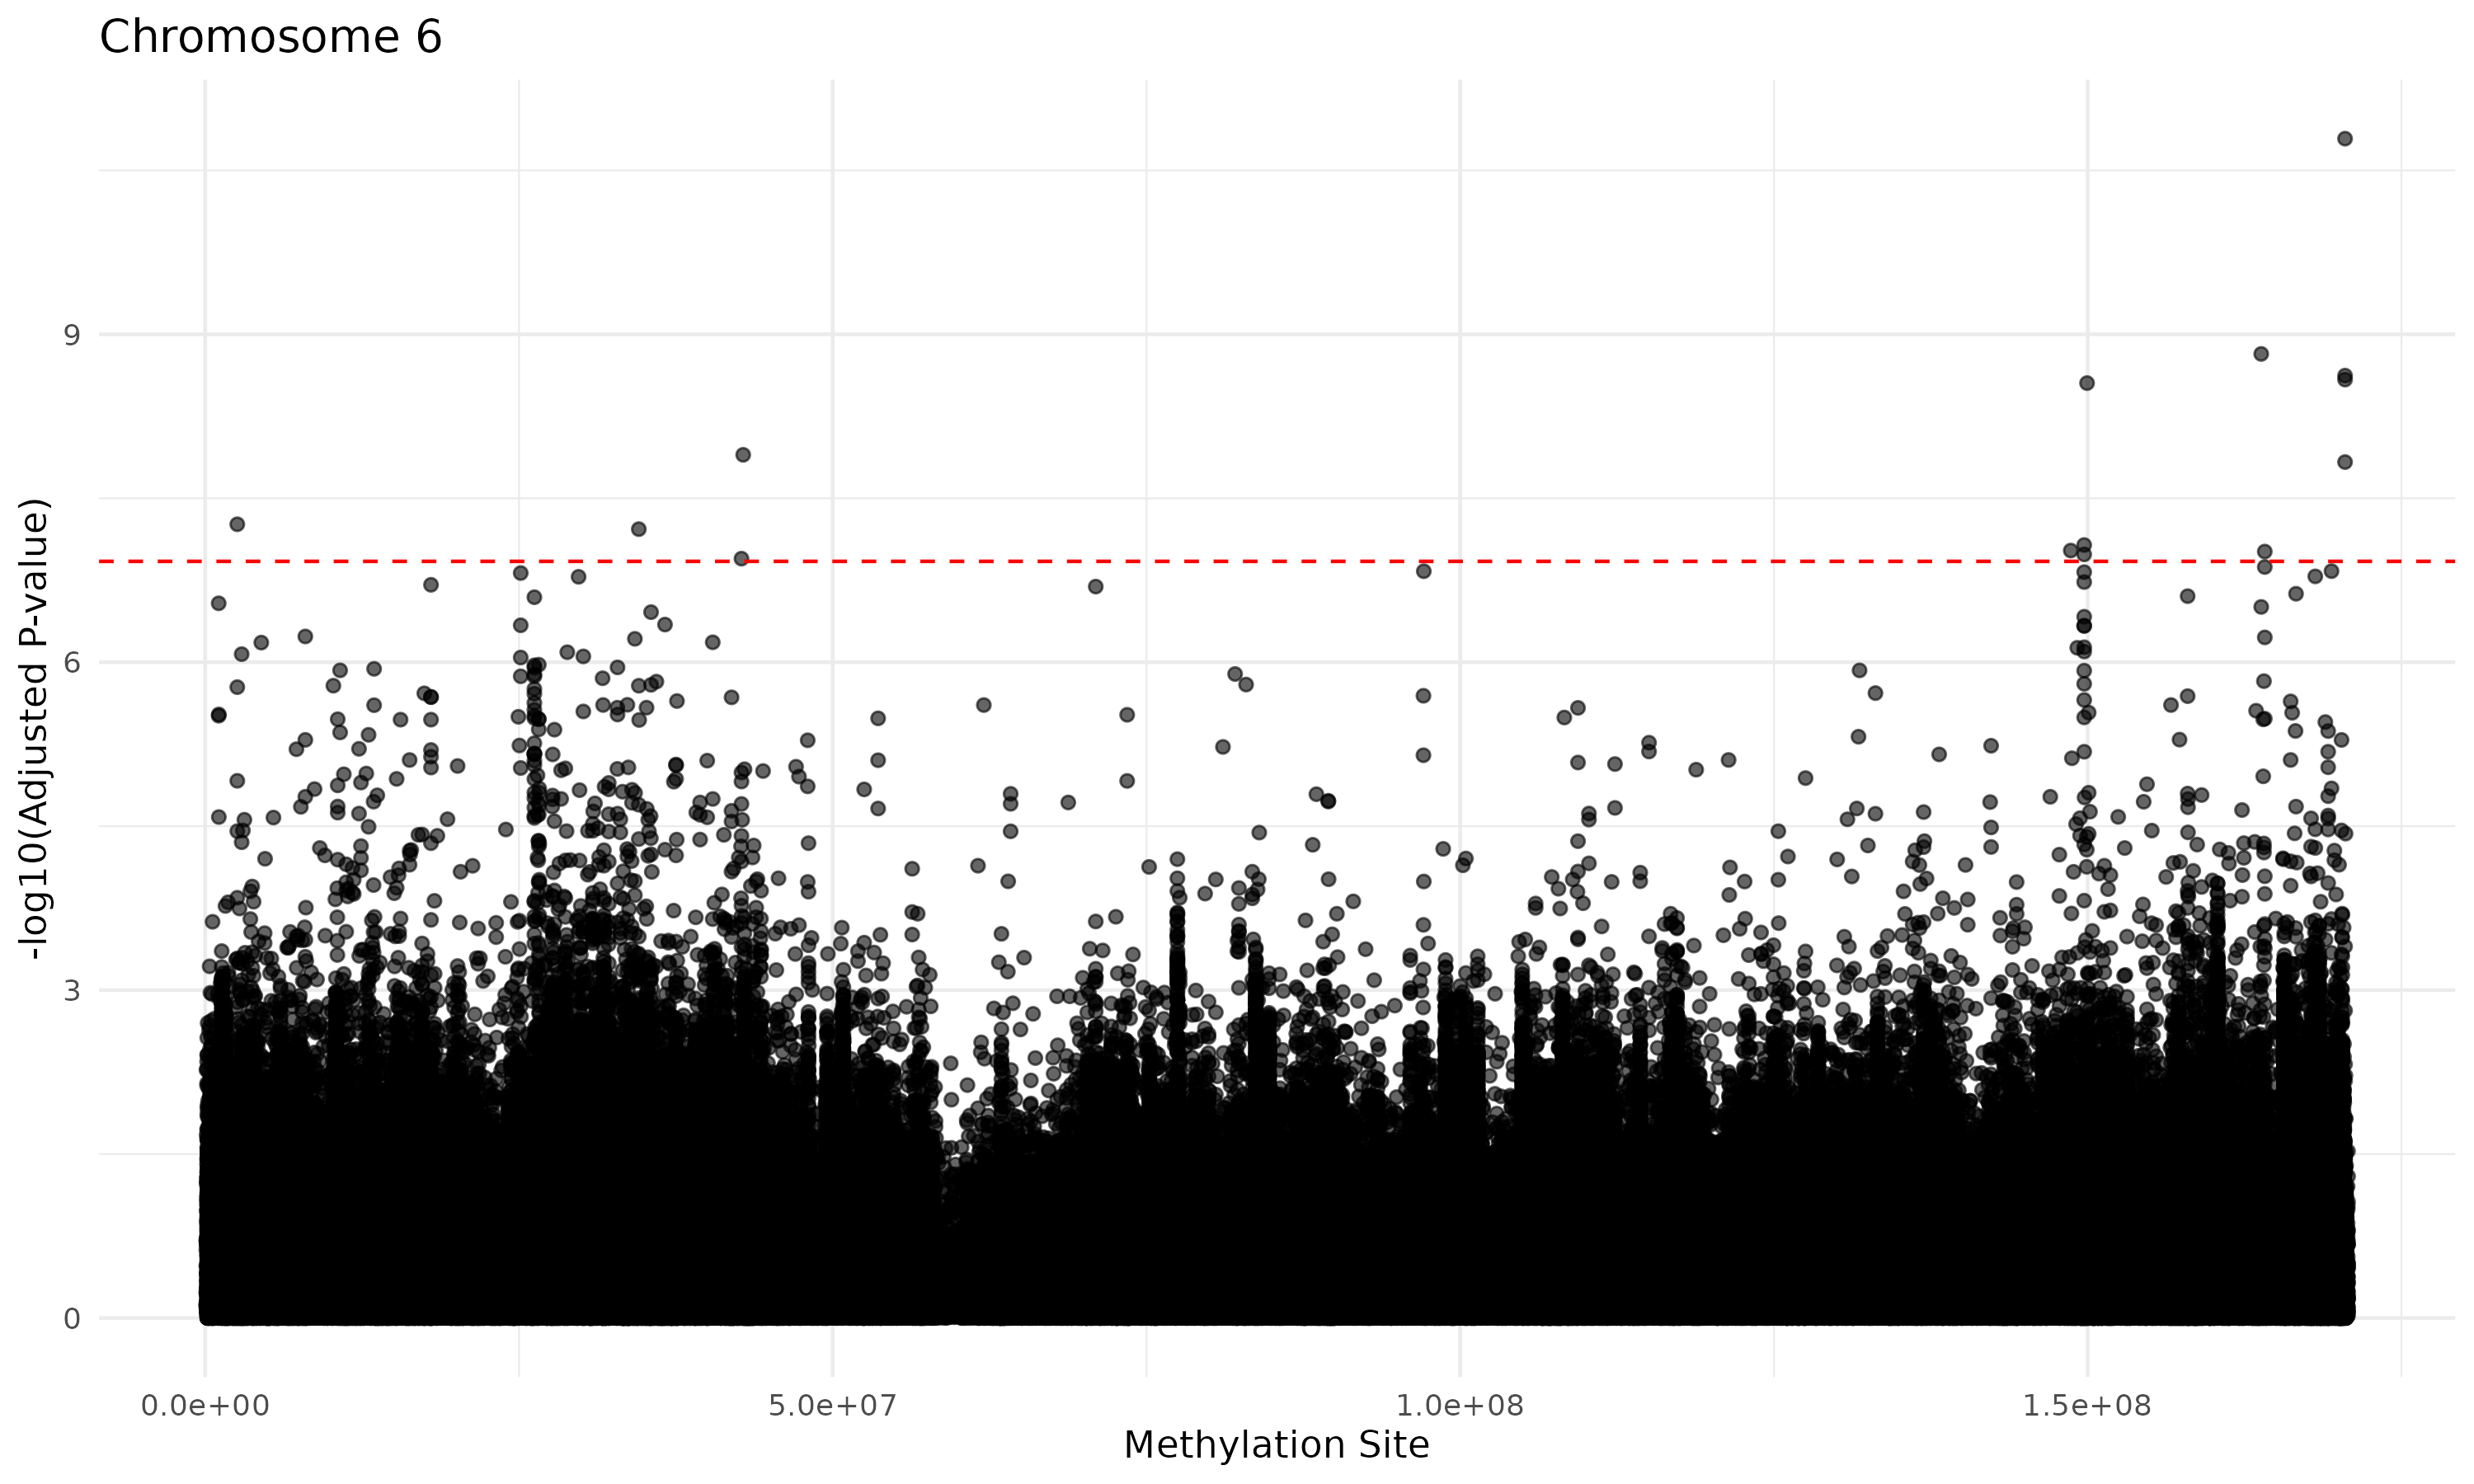 Chromosome 6
-log10(Adjusted P-value)
9
6
3
0
0.0e+00 5.0e+07 1.0e+08 1.5e+08
Methylation Site